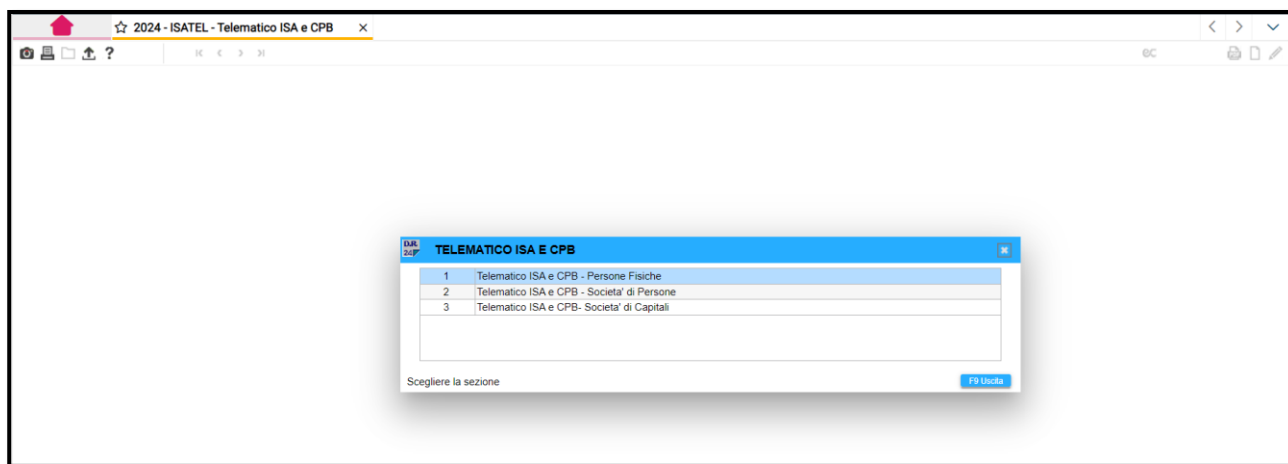 2024 - ISATEL - Telematico ISA e CPB
?
ec
D.R. 24
TELEMATICO ISA E CPB
1 Telematico ISA e CPB - Persone Fisiche
2 Telematico ISA e CPB - Societa' di Persone
3 Telematico ISA e CPB- Societa' di Capitali
Scegliere la sezione
F9 Uscita